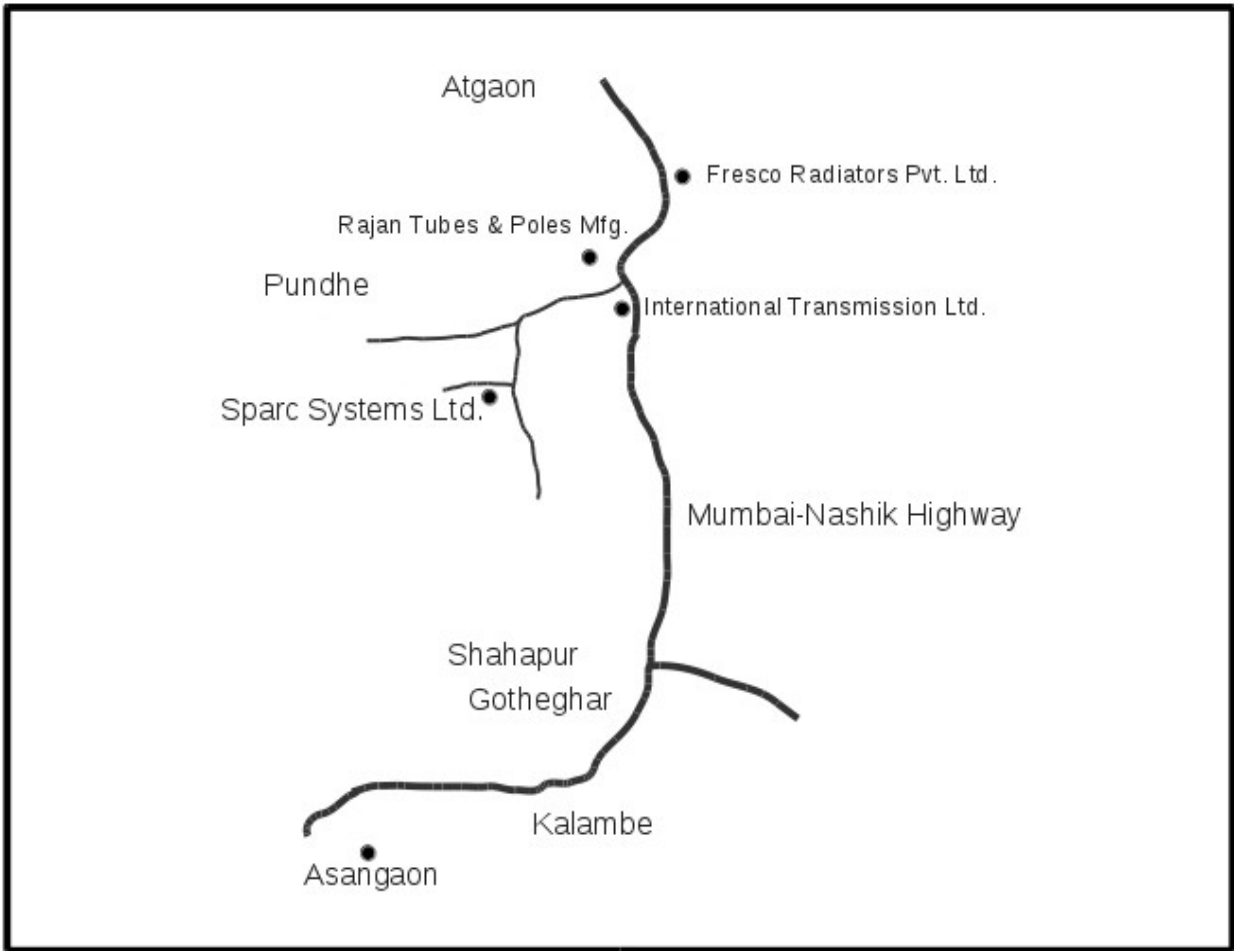 Atgaon
Fresco Radiators Pvt. Ltd.
Rajan Tubes & Poles Mfg.
Pundhe
International Transmission Ltd.
Sparc Systems Ltd.
Mumbai-Nashik Highway
Shahapur
Gotheghar
Kalambe
Asangaon